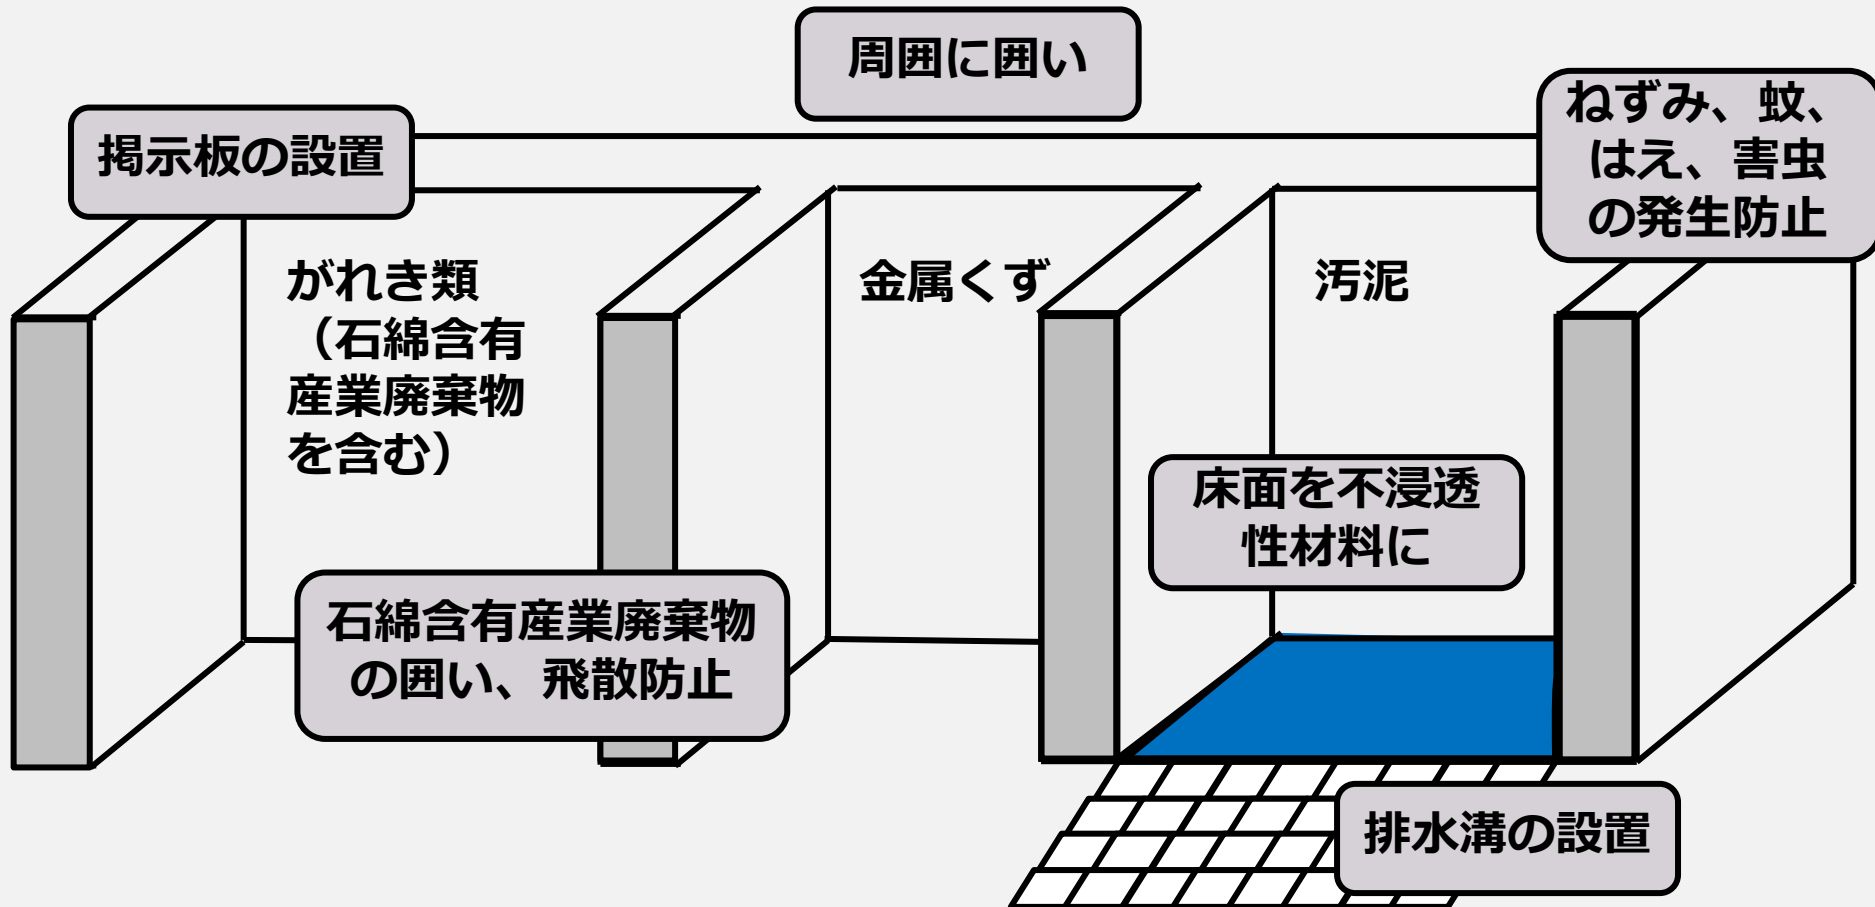 周囲に囲い
掲示板の設置
ねずみ、蚊、
はえ、害虫
の発生防止
がれき類
（石綿含有
産業廃棄物
を含む）
金属くず
汚泥
床面を不浸透
性材料に
石綿含有産業廃棄物
の囲い、飛散防止
排水溝の設置